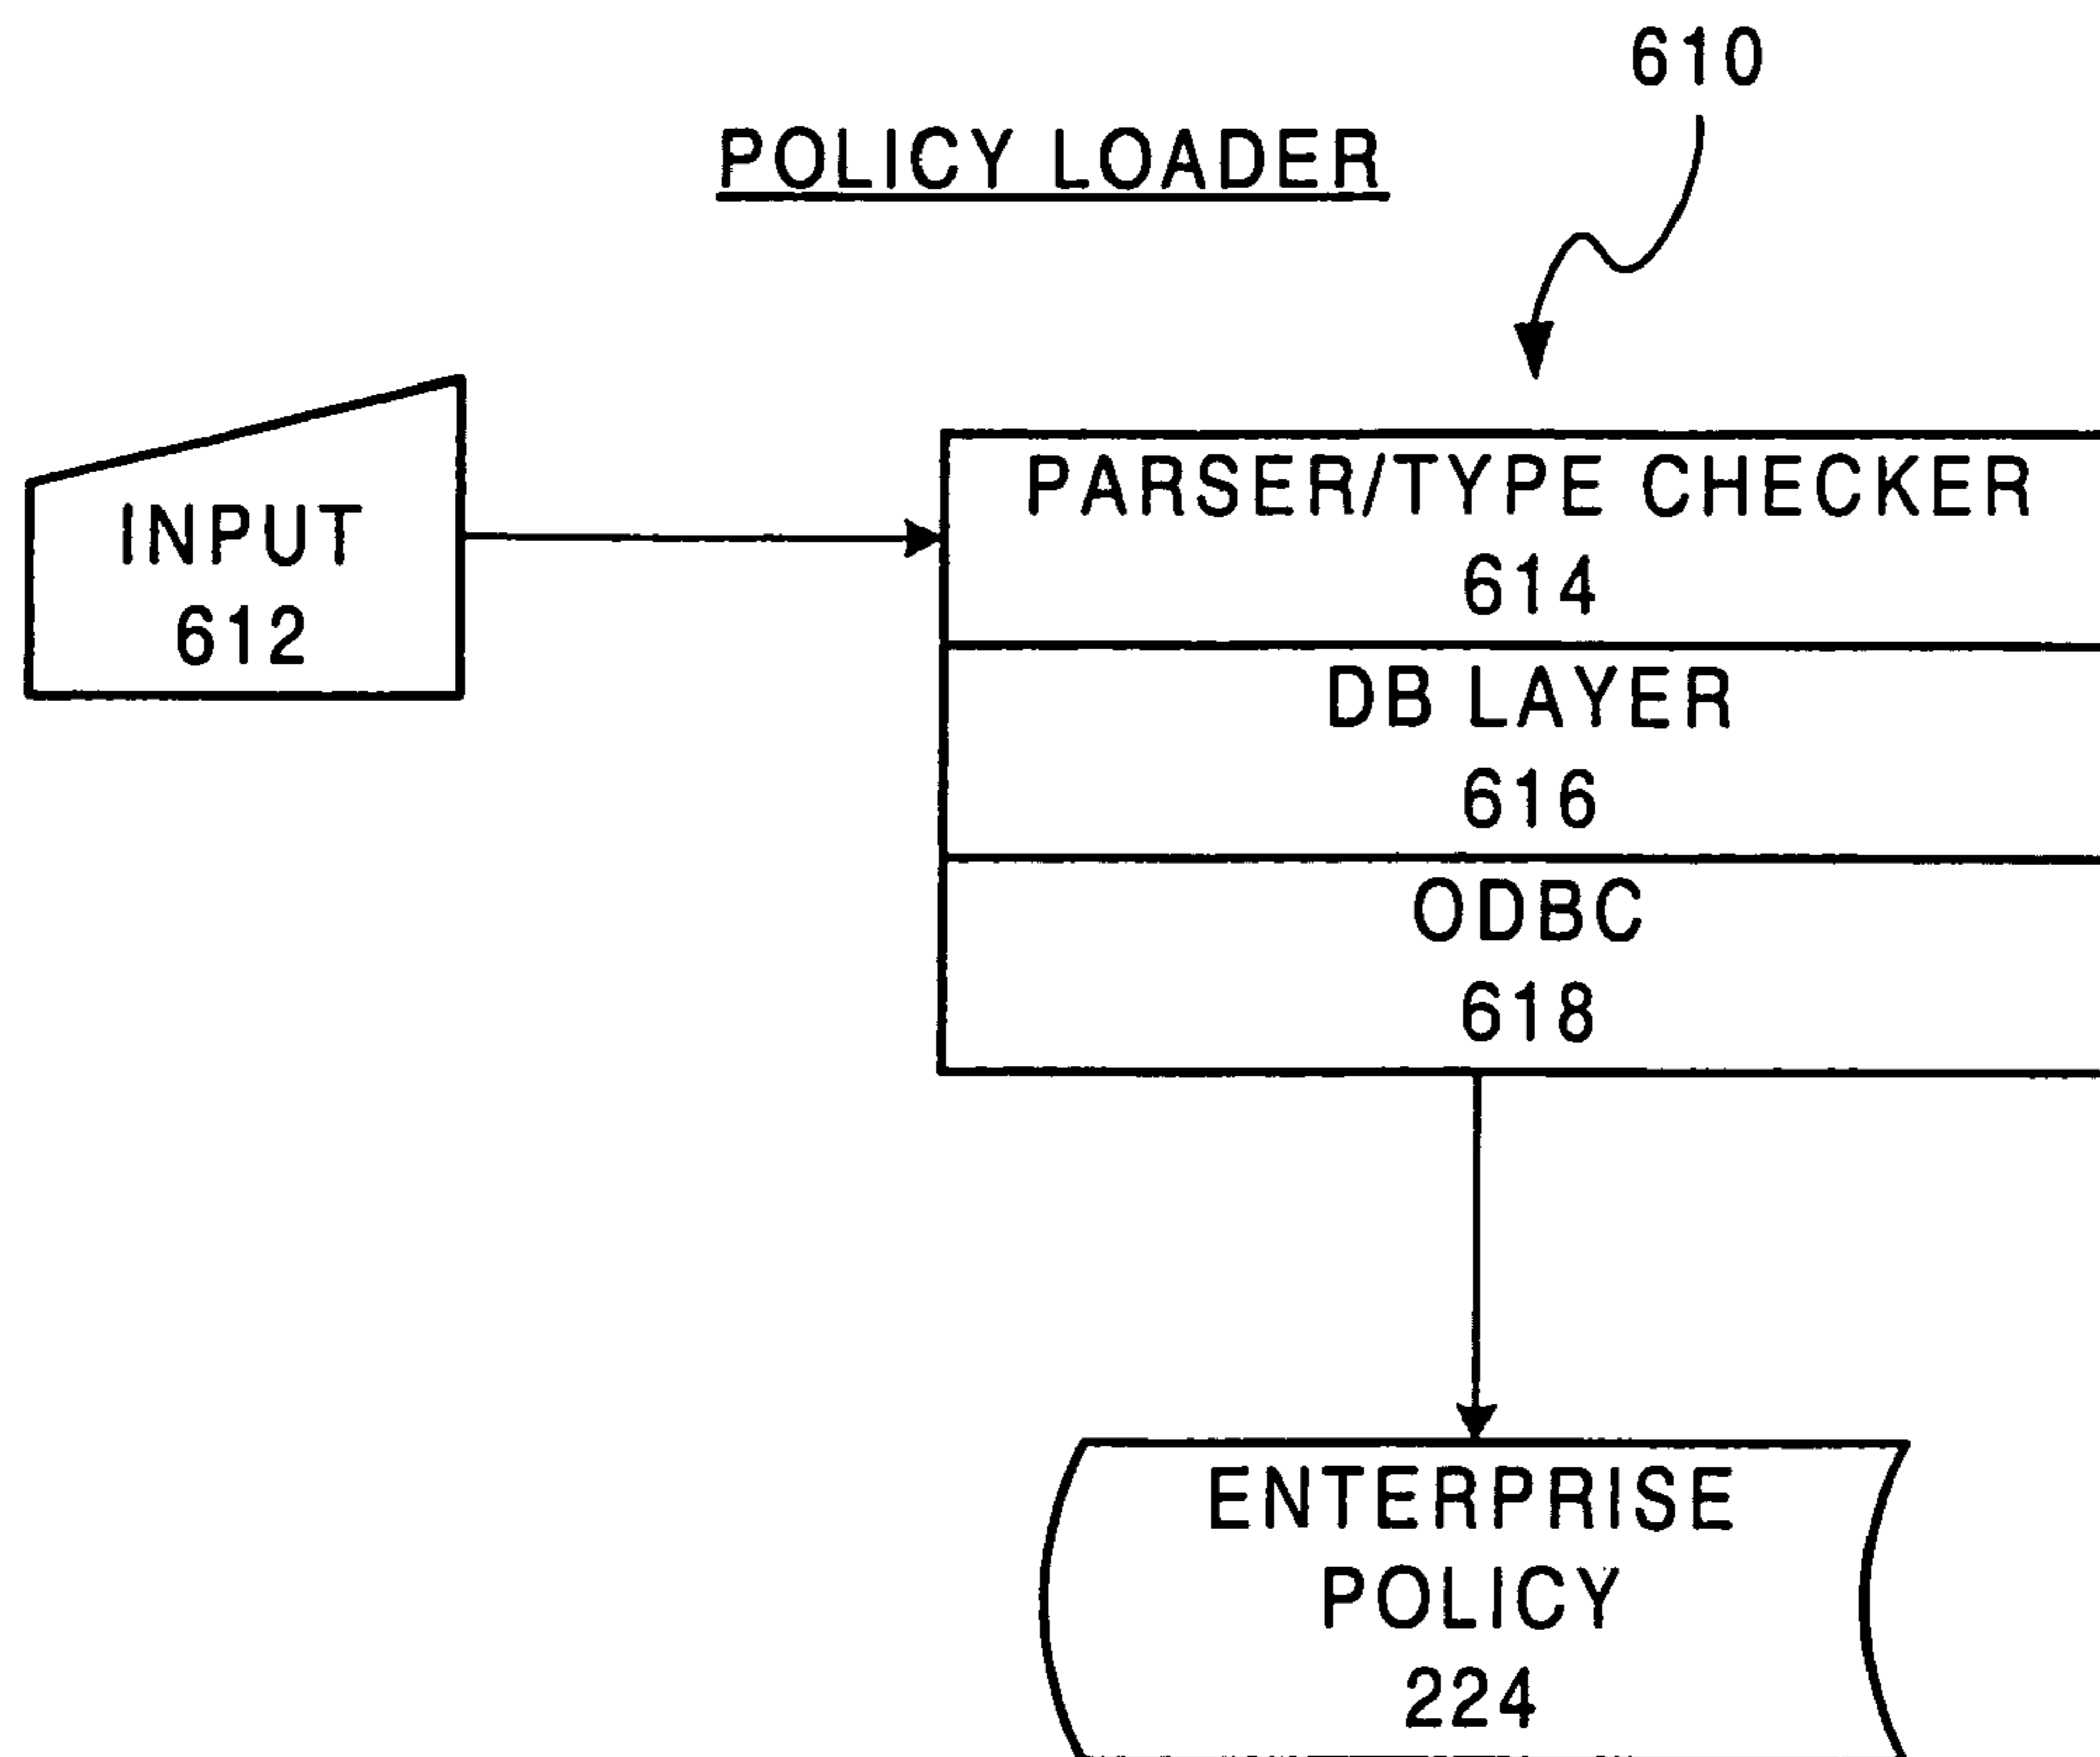 610
POLICY LOADER
INPUT
612
PARSER/TYPE CHECKER
614
DB LAYER
616
ODBC
618
ENTERPRISE
POLICY
224